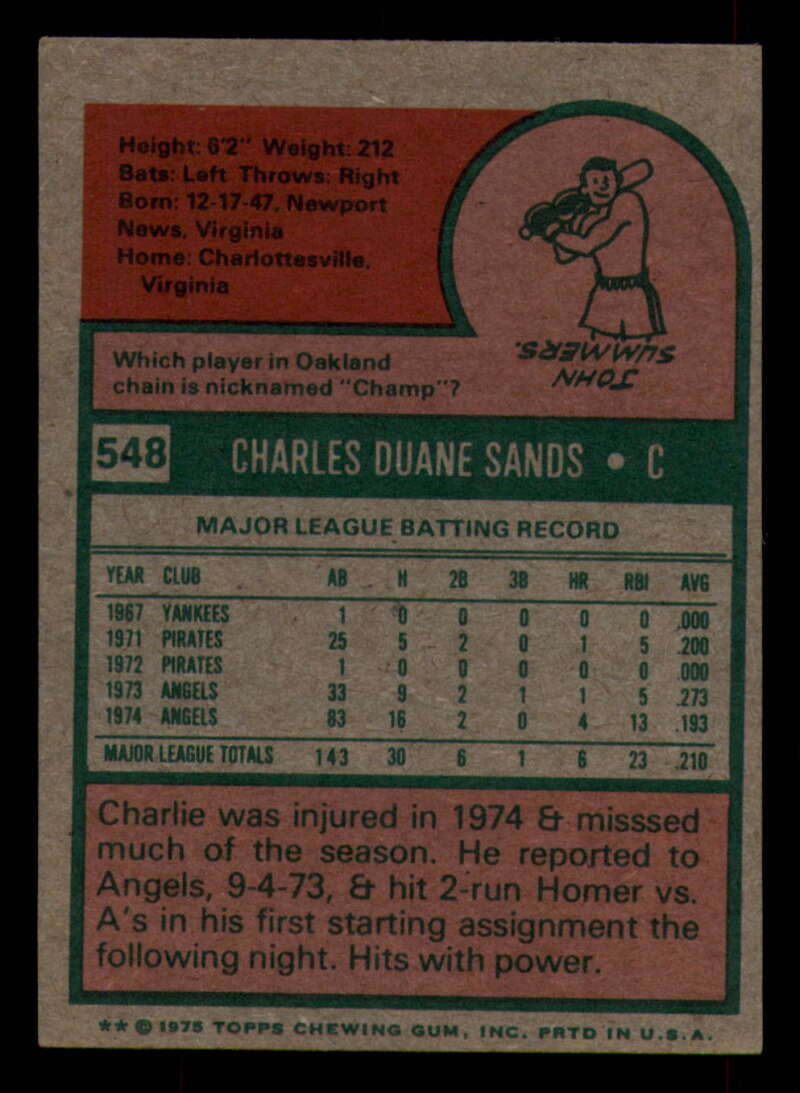 Height: 6'2" Weight: 212
Bats: Left Throws: Right
Born: 12-17-47, Newport
News, Virginia
Home: Charlottesville,
Virginia
Which player in Oakland
chain is nicknamed "Champ"?
JOHN
SUMMERS.
548 CHARLES DUANE SANDS • C
MAJOR LEAGUE BATTING RECORD
YEAR CLUB AB H 2B 3B HR RBI AVG
1967 YANKEES 1 0 0 0 0 0 .000
1971 PIRATES 25 5 2 0 1 5 .200
1972 PIRATES 1 0 0 0 0 0 .000
1973 ANGELS 33 9 2 1 1 5 .273
1974 ANGELS 83 16 2 0 4 13 .193
MAJOR LEAGUE TOTALS 143 30 6 1 6 23 .210
Charlie was injured in 1974 & misssed
much of the season. He reported to
Angels, 9-4-73, & hit 2-run Homer vs.
A's in his first starting assignment the
following night. Hits with power.
** © 1975 TOPPS CHEWING GUM, INC. PRTD IN U.S.A.